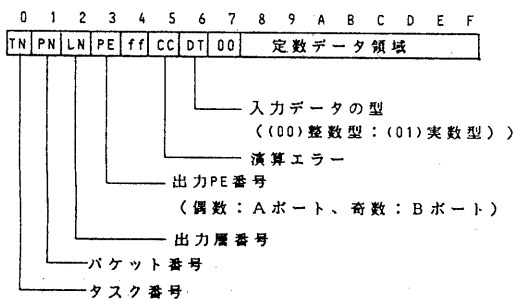 0 1 2 3 4 5 6 7 8 9 A B C D E F
TN PN LN PE ff CC DT 00 定数データ領域
入力データの型
((00)整数型:(01)実数型))
演算エラー
出力PE番号
(偶数:Aポート、奇数:Bポート)
出力層番号
パケット番号
タスク番号